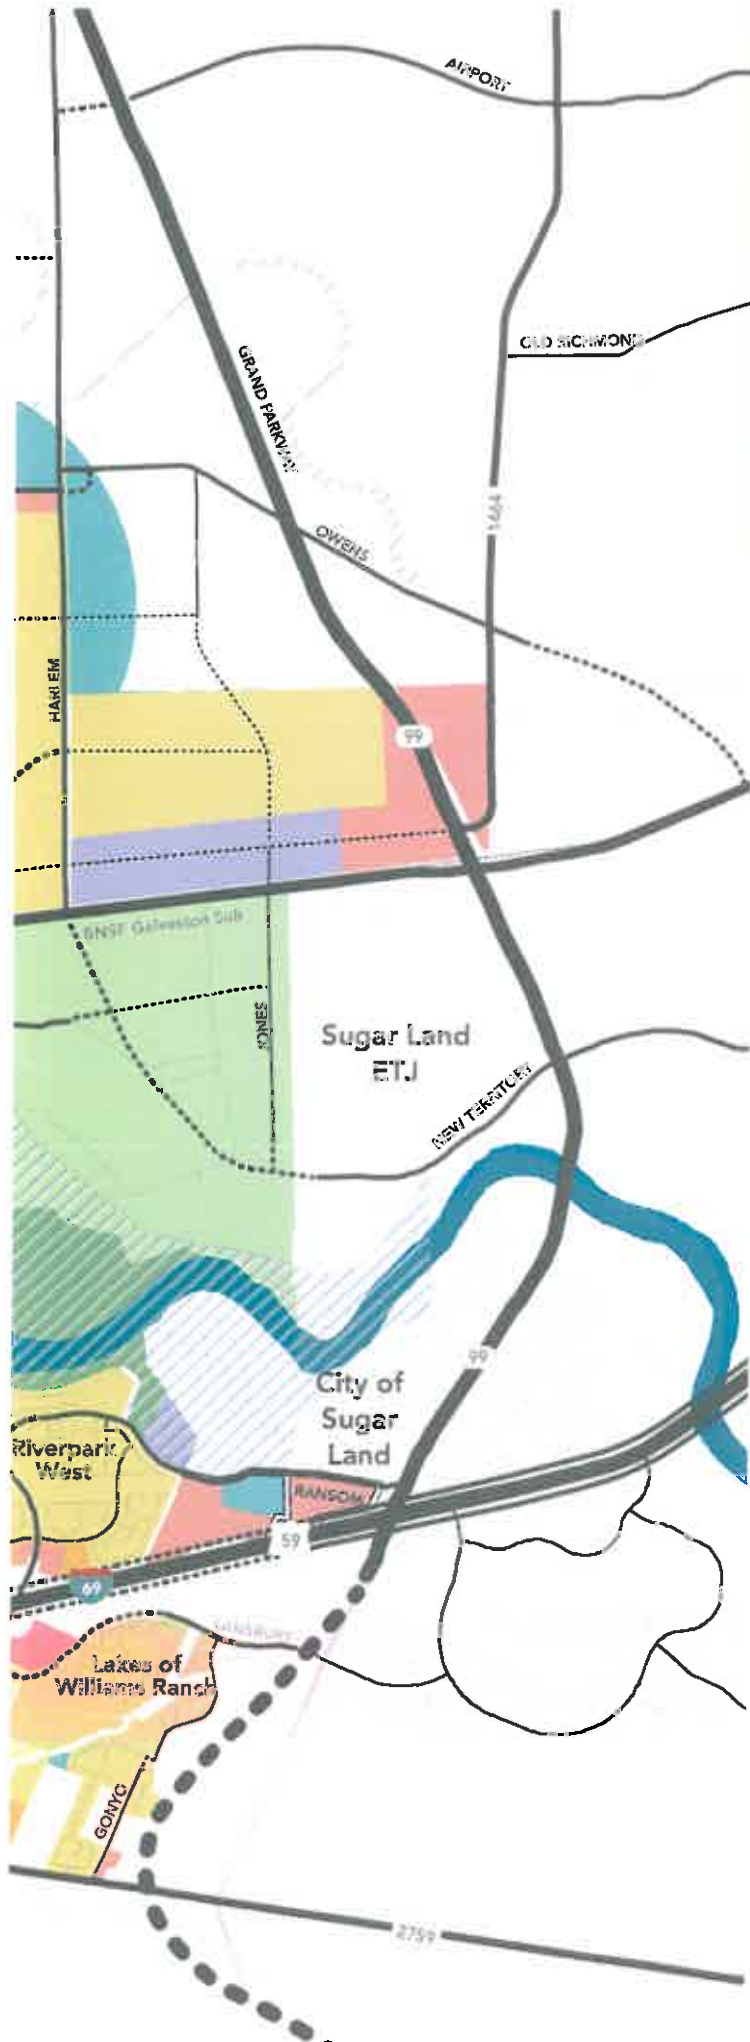 AIRPORT
OLD RICHMOND
GRAND PARKWAY
1464
OWENS
HARLEM
99
BNSF Galveston Sub
JONES
Sugar Land
ETJ
NEW TERRITORY
99
City of
Sugar
Land
Riverpark
West
RANSOM
59
69
SANSBURY
Lakes of
Williams Ranch
GONYO
2759